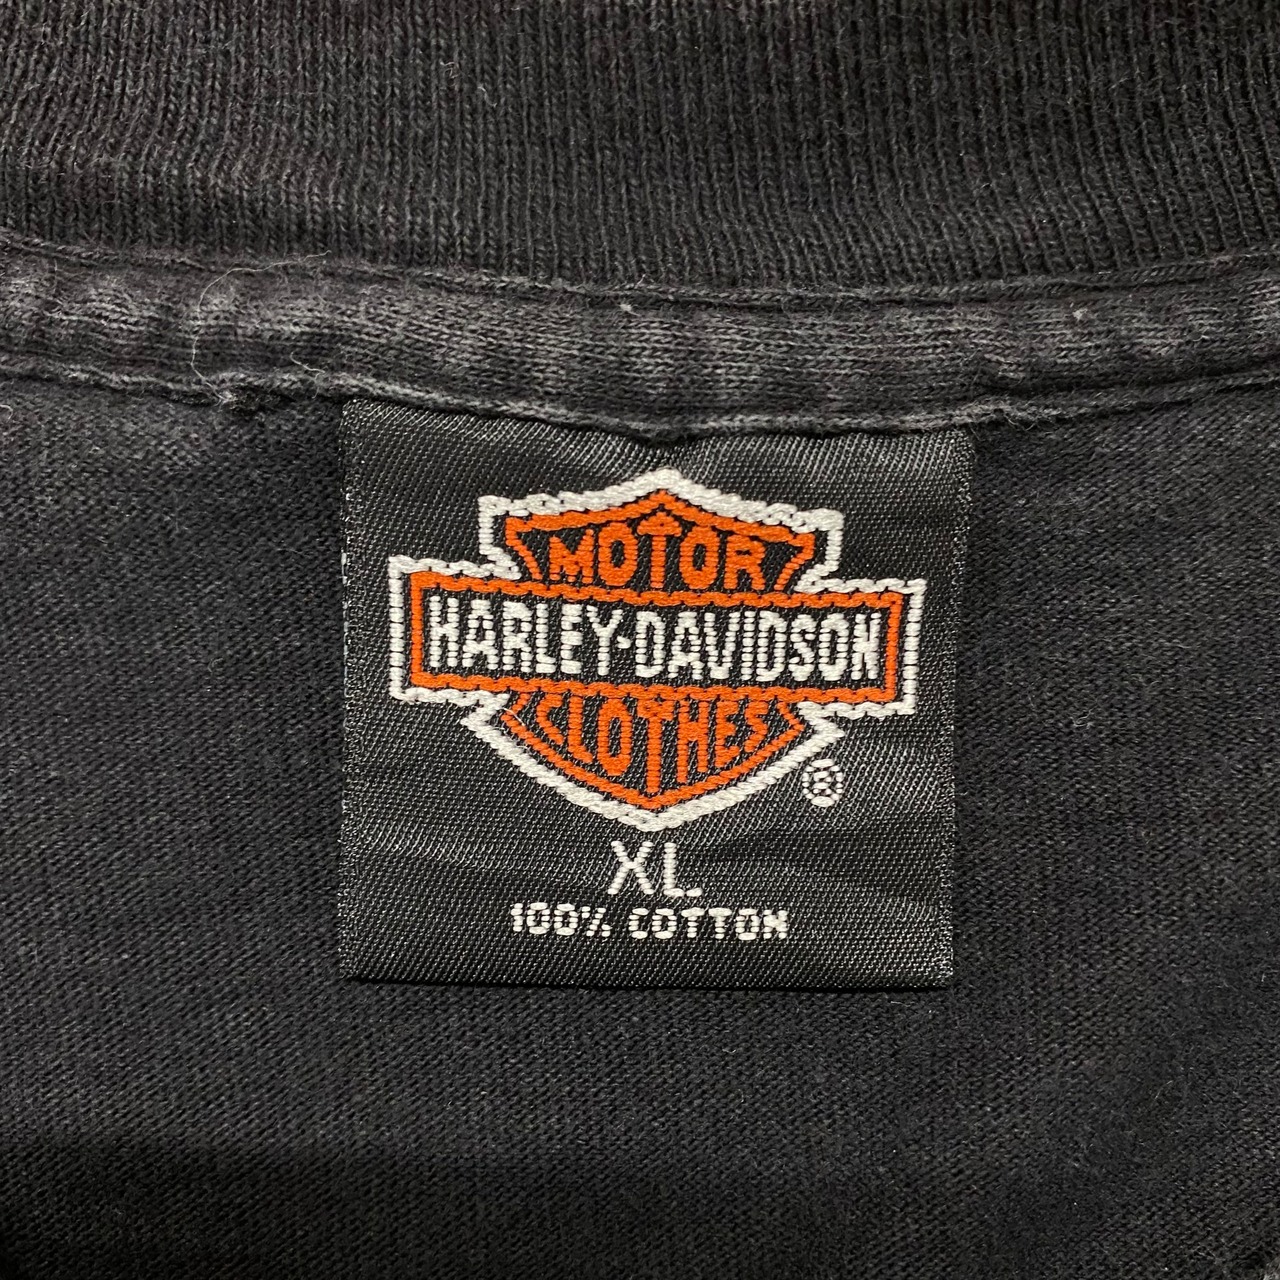 MOTOR
HARLEY-DAVIDSON
CLOTHES
®
XL
100% COTTON